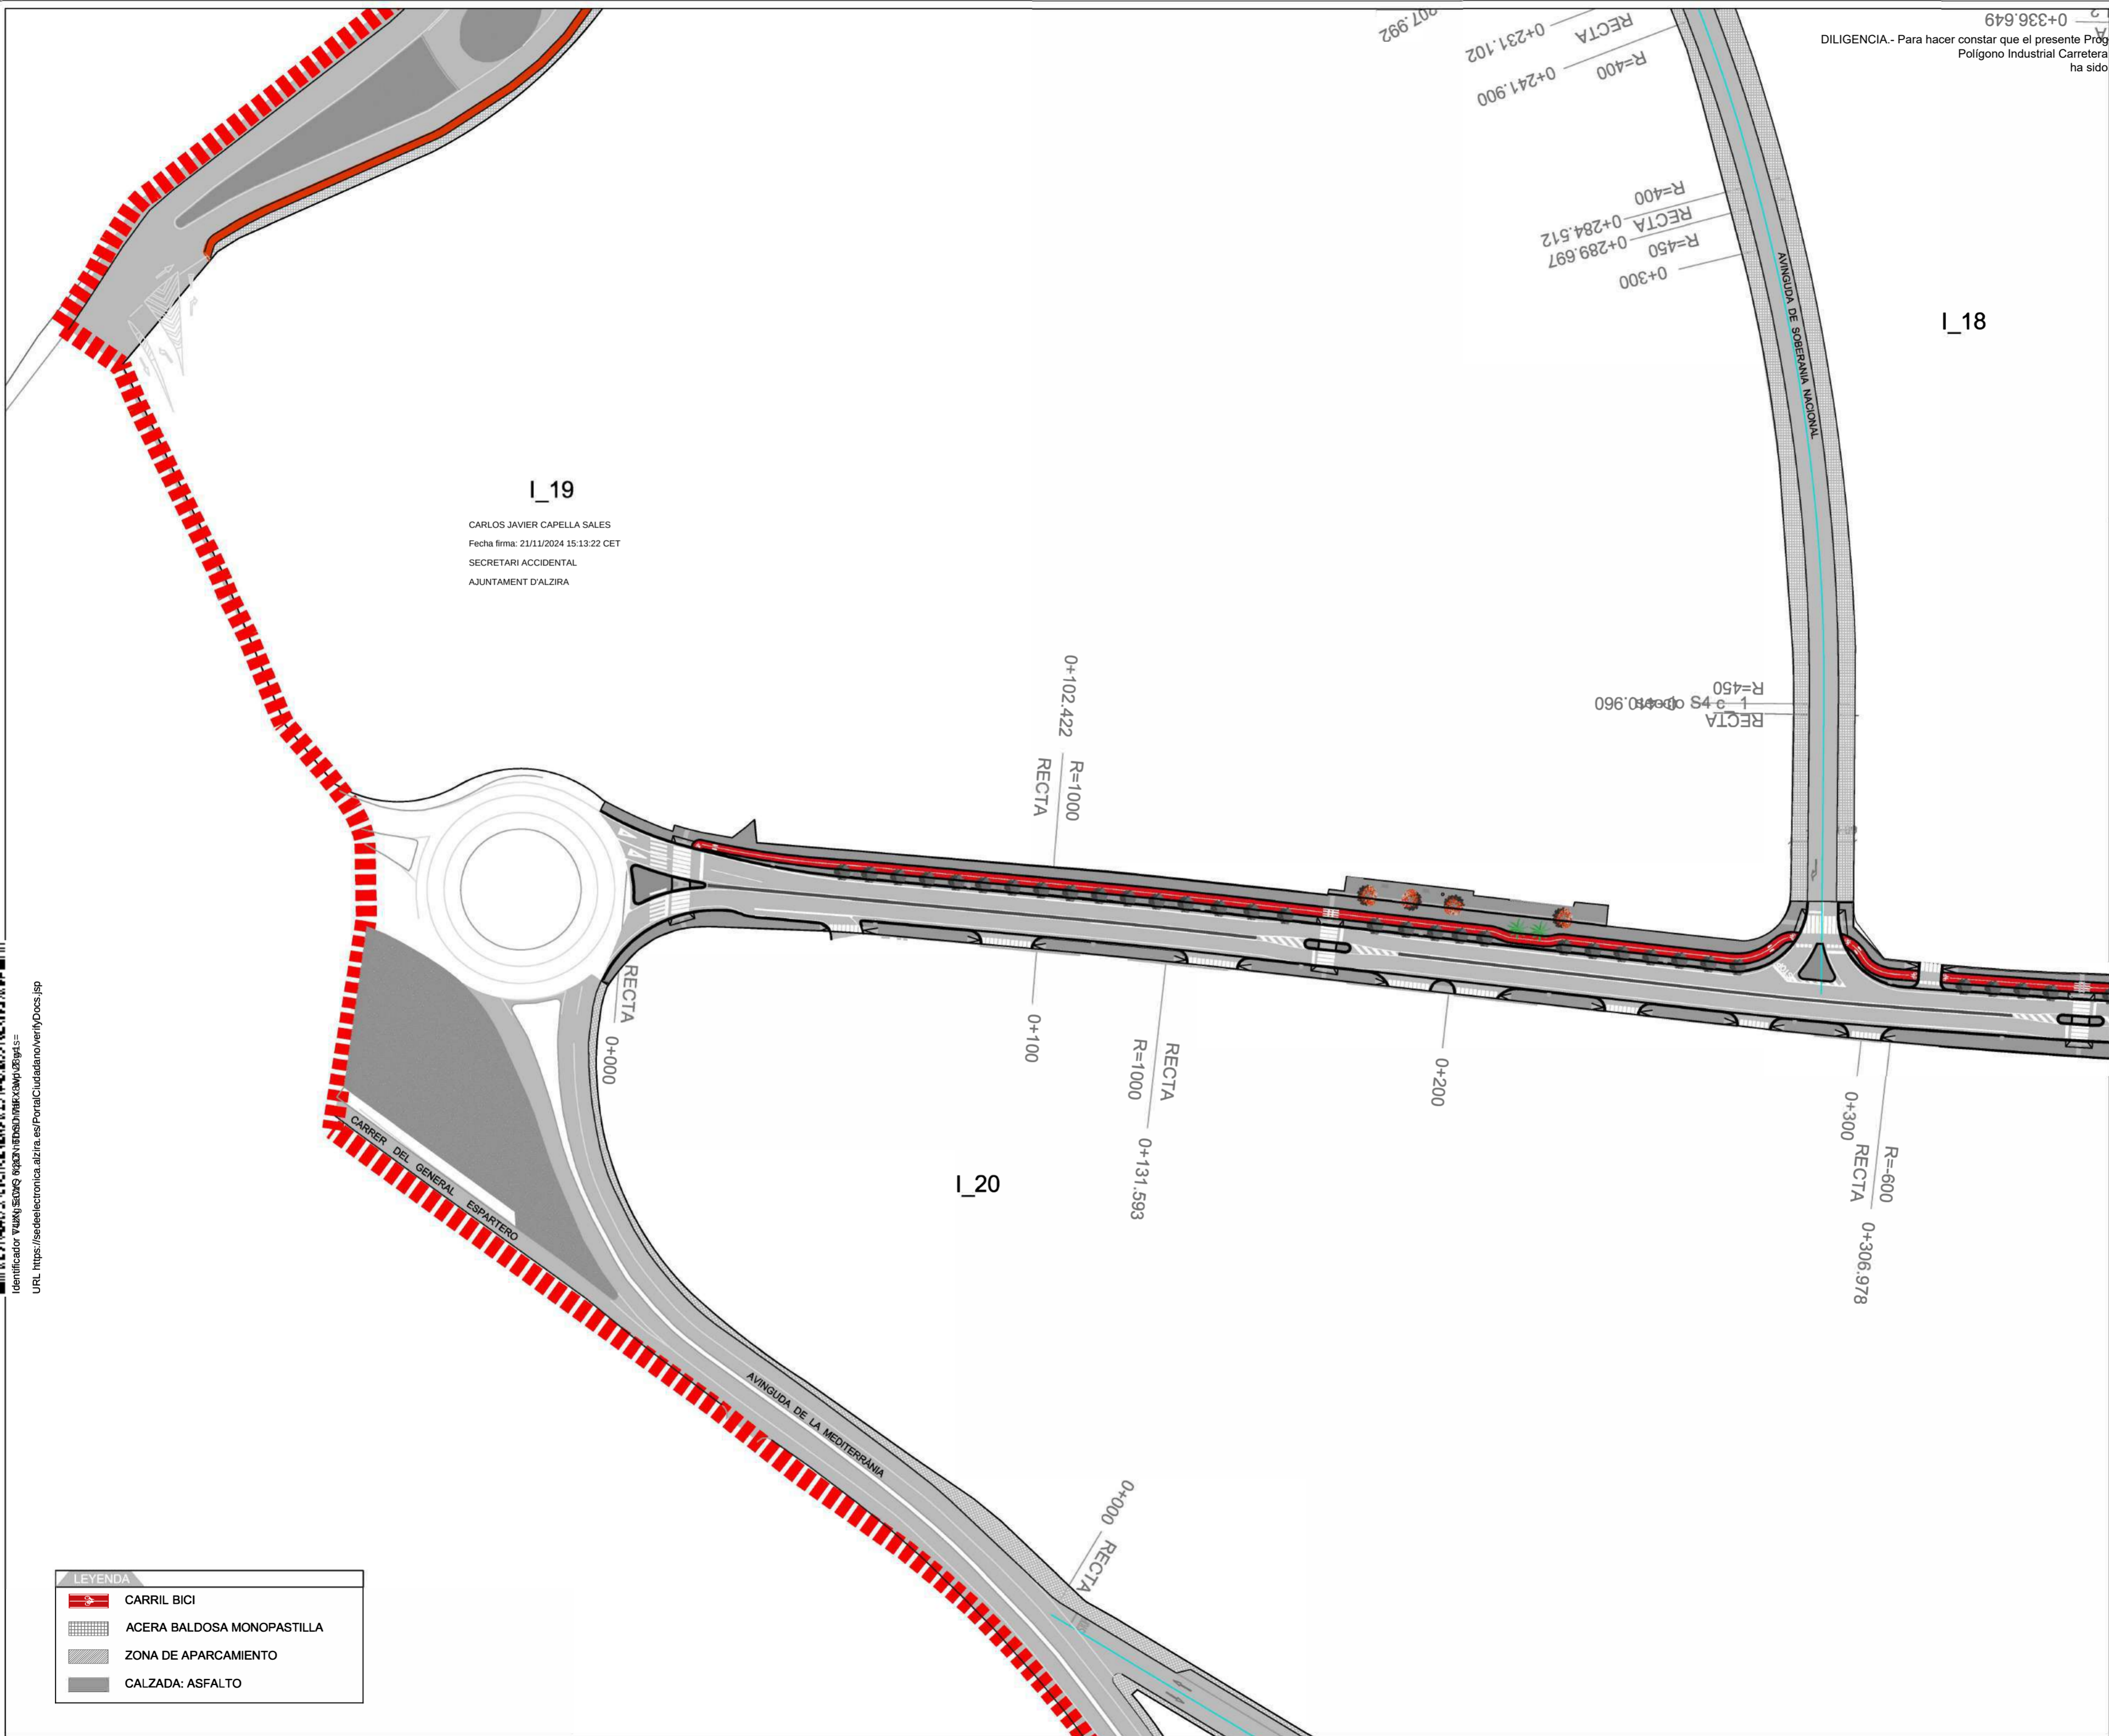 0+336.649
DILIGENCIA.- Para hacer constar que el presente Prog
Polígono Industrial Carretera
ha sido
207.992
0+231.102 RECTA
0+241.900 R=400
R=400
0+284.512 RECTA
0+289.697 R=450
0+300
AVINGUDA DE SOBERANIA NACIONAL
I_18
I_19
CARLOS JAVIER CAPELLA SALES
Fecha firma: 21/11/2024 15:13:22 CET
SECRETARI ACCIDENTAL
AJUNTAMENT D'ALZIRA
R=450
S4 c_1
RECTA
0+102.422 R=1000
RECTA
RECTA
0+000
0+100
RECTA
R=1000 0+131.593
0+200
0+300 RECTA
R=-600 0+306.978
I_20
CARRER DEL GENERAL ESPARTERO
AVINGUDA DE LA MEDITERRÀNIA
0+000 RECTA
Identificador
URL https://sedeelectronica.alzira.es/PortalCiudadano/verifyDocs.jsp
LEYENDA
CARRIL BICI
ACERA BALDOSA MONOPASTILLA
ZONA DE APARCAMIENTO
CALZADA: ASFALTO